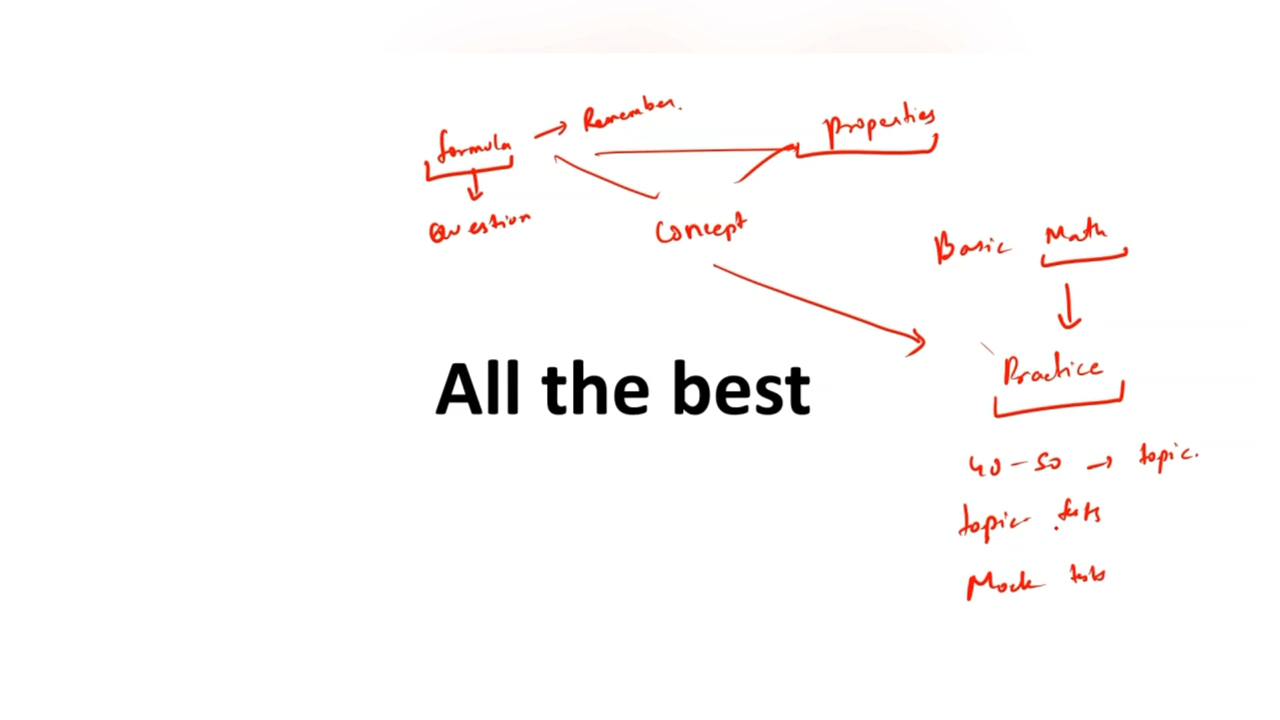 formula → Remember.
Properties
Question
Concept
Basic Math
Practice
All the best
40-50 → topic.
topic tests
Mock tests